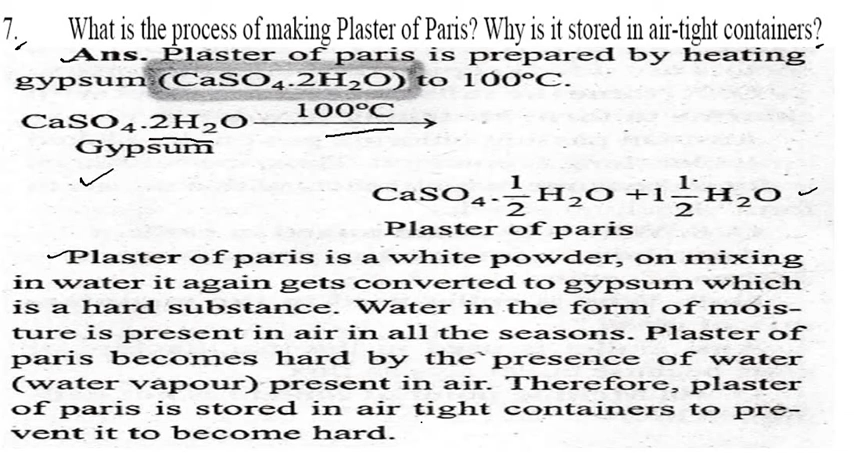 7. What is the process of making Plaster of Paris? Why is it stored in air-tight containers?
Ans. Plaster of paris is prepared by heating
gypsum (CaSO₄.2H₂O) to 100°C.
CaSO₄.2H₂O 100°C →
Gypsum
CaSO₄.½ H₂O + 1½ H₂O
Plaster of paris
Plaster of paris is a white powder, on mixing
in water it again gets converted to gypsum which
is a hard substance. Water in the form of mois-
ture is present in air in all the seasons. Plaster of
paris becomes hard by the presence of water
(water vapour) present in air. Therefore, plaster
of paris is stored in air tight containers to pre-
vent it to become hard.